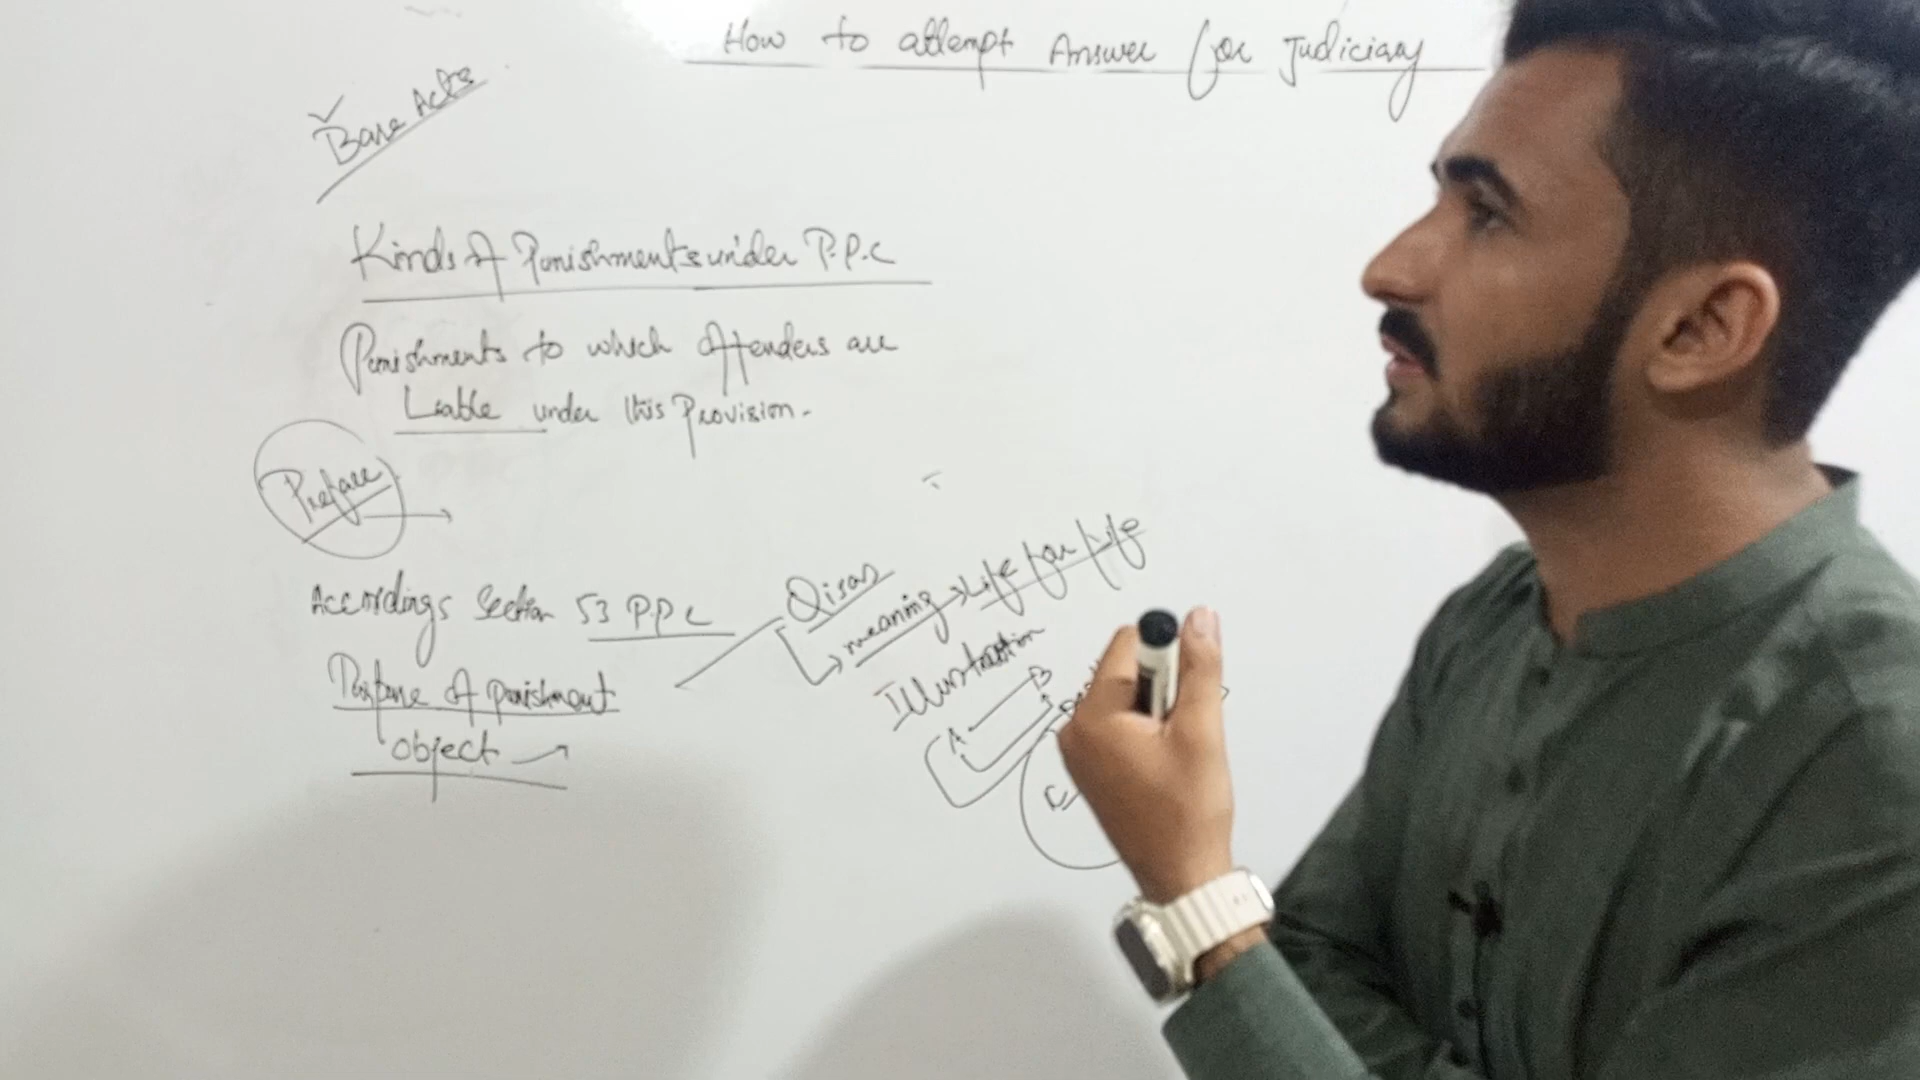 How to attempt Answer for Judiciary
Bare Acts
Kinds of Punishments under P.P.C
Punishments to which offenders are
Liable under this Provision.
Preface
Accordings Section 53 P.P.C
Qisas
meaning → Life for life
Illustration
A B
Purpose of punishment
object →